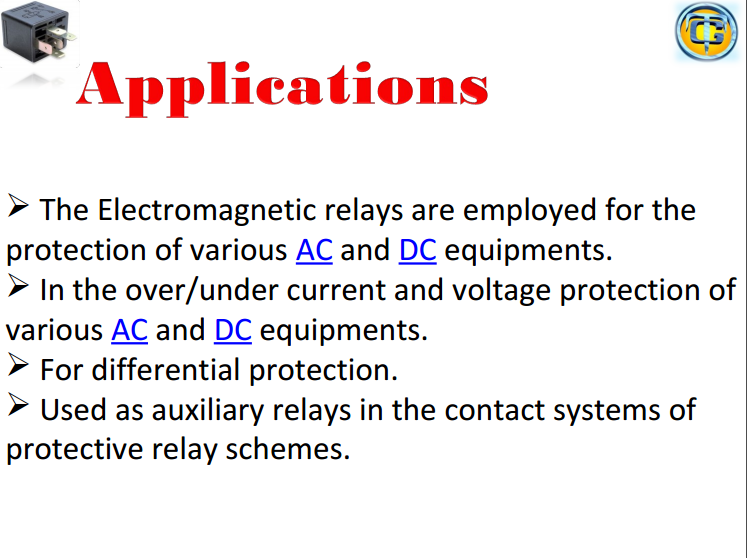 Applications
➢ The Electromagnetic relays are employed for the
protection of various AC and DC equipments.
➢ In the over/under current and voltage protection of
various AC and DC equipments.
➢ For differential protection.
➢ Used as auxiliary relays in the contact systems of
protective relay schemes.